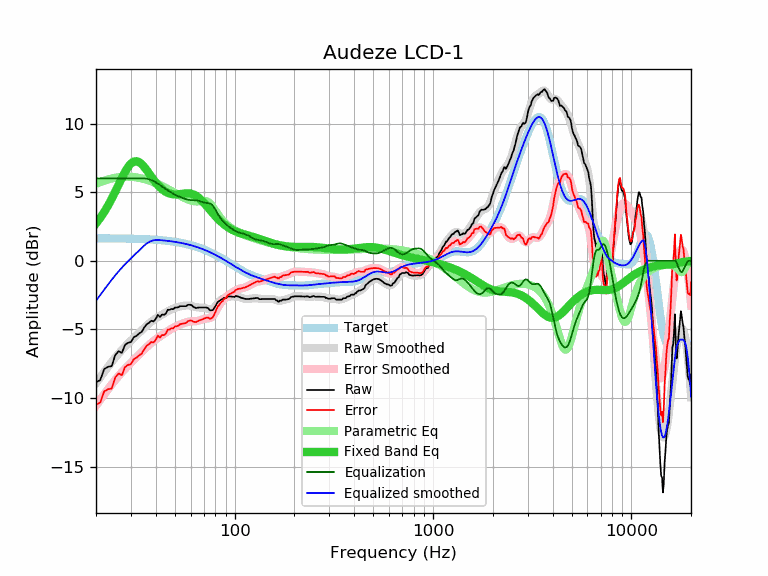 Audeze LCD-1
Amplitude (dBr)
10
5
0
−5
−10
−15
Target
Raw Smoothed
Error Smoothed
Raw
Error
Parametric Eq
Fixed Band Eq
Equalization
Equalized smoothed
100
1000
10000
Frequency (Hz)